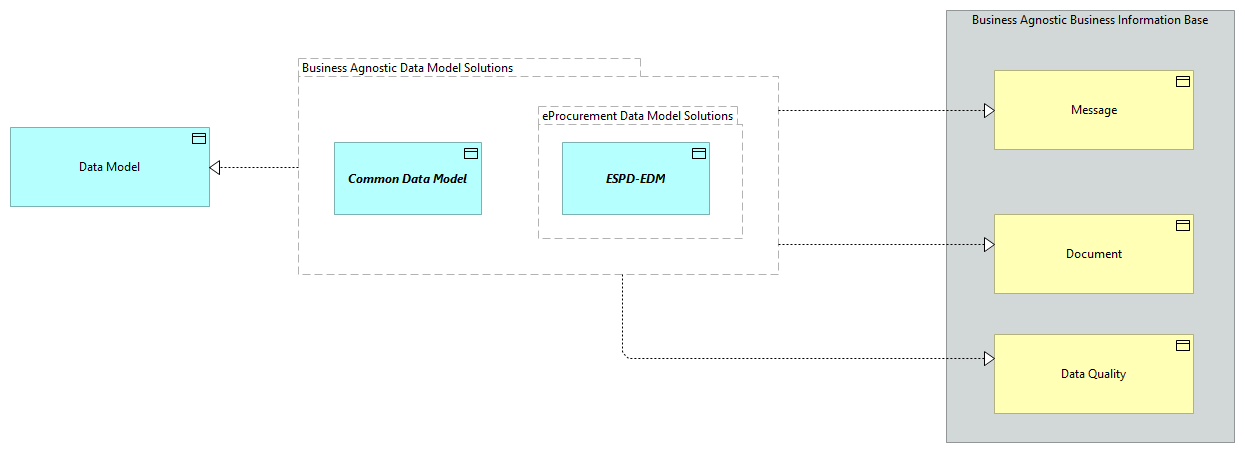 Business Agnostic Business Information Base
Business Agnostic Data Model Solutions
Message
eProcurement Data Model Solutions
Data Model
Common Data Model
ESPD-EDM
Document
Data Quality